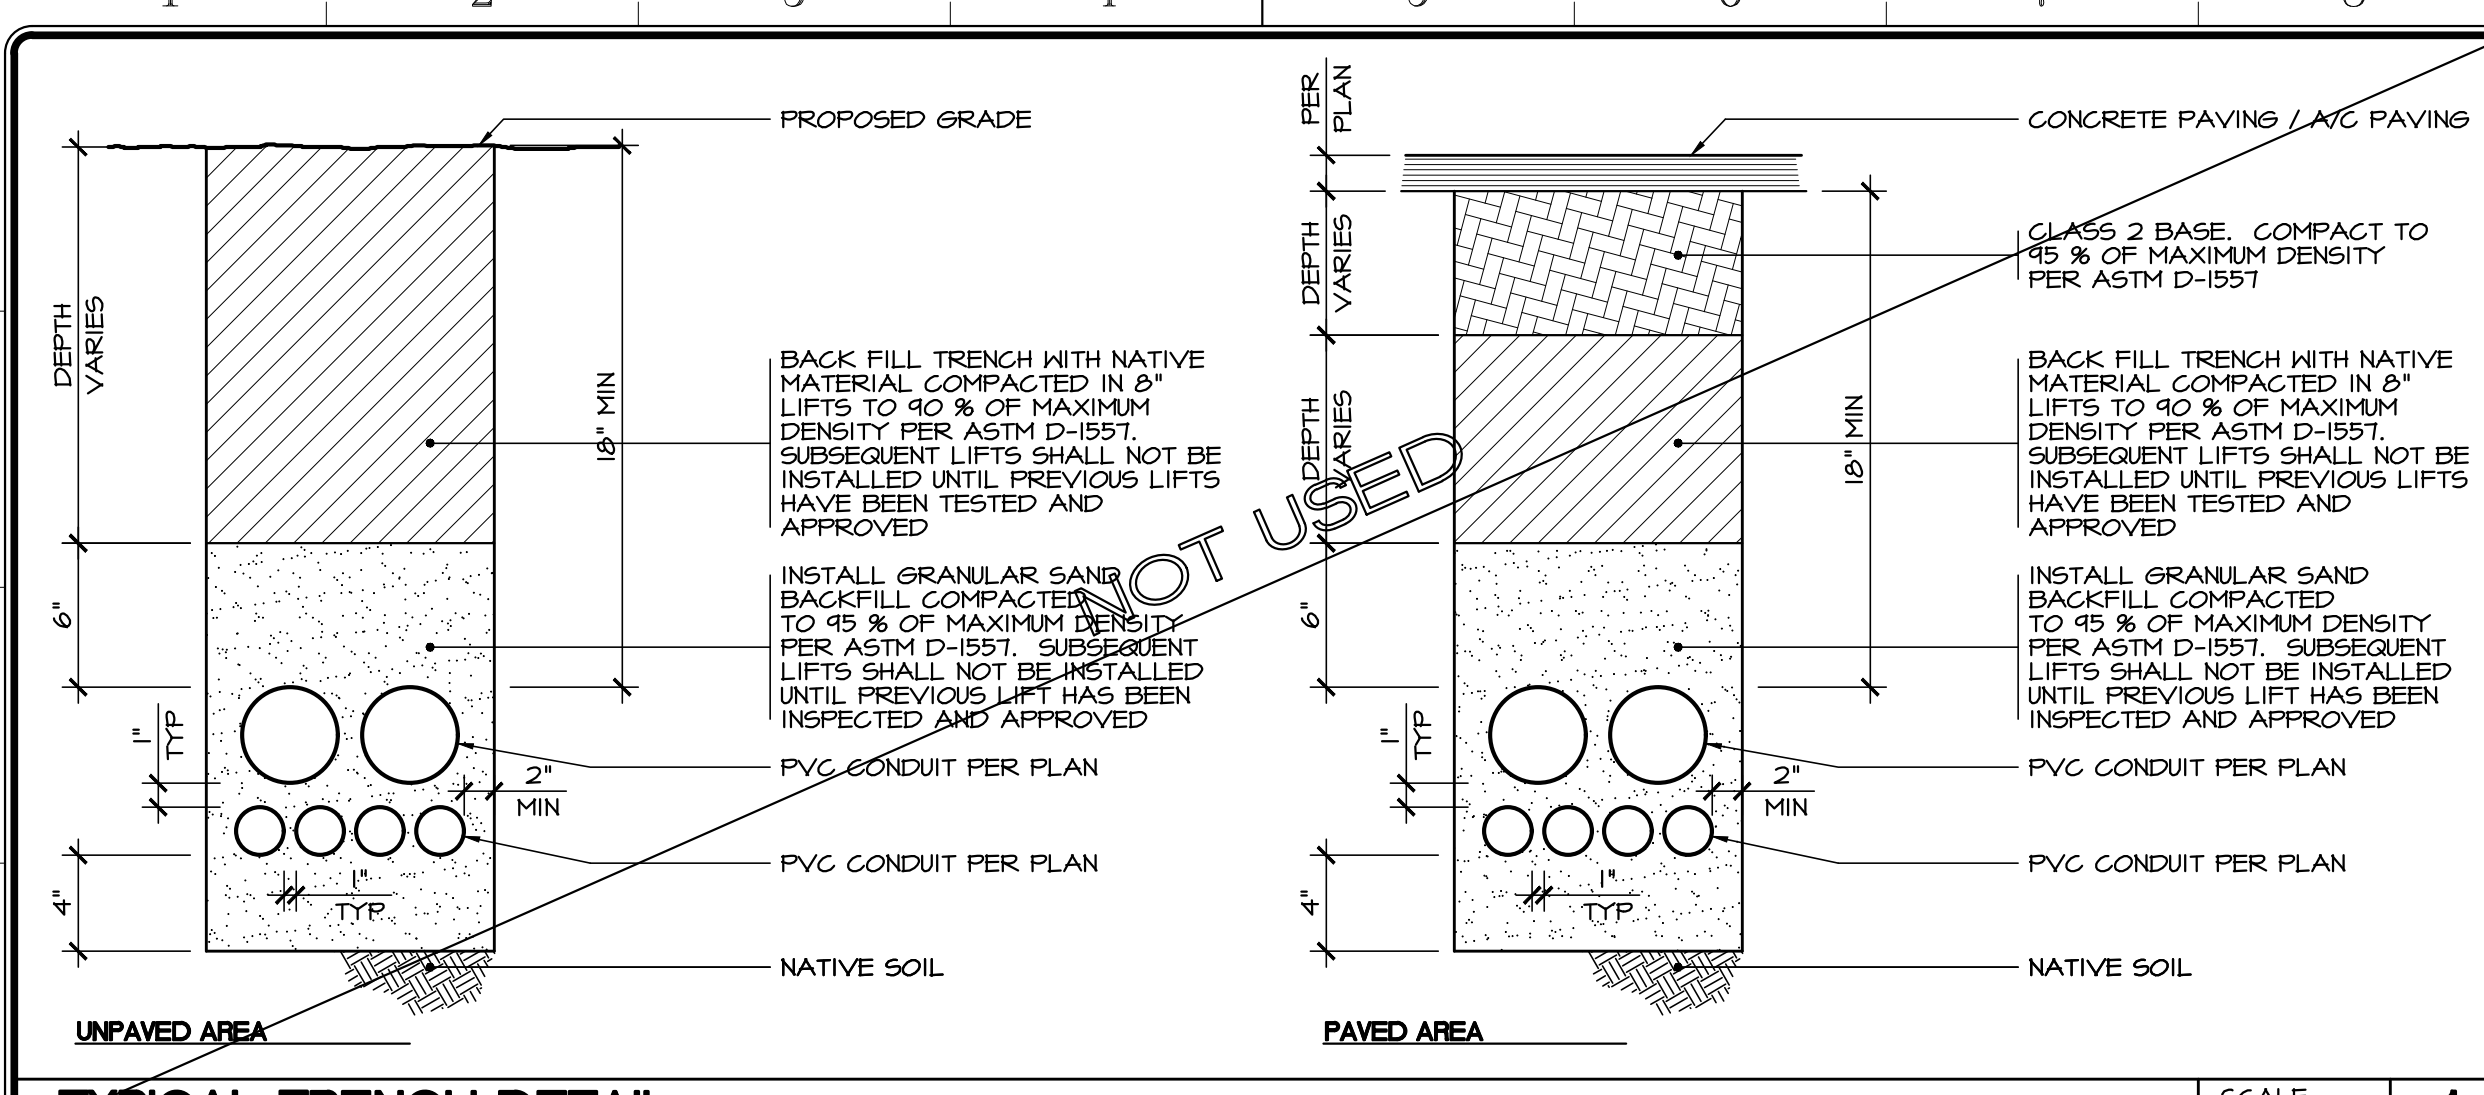 PROPOSED GRADE
DEPTH
VARIES
18" MIN
BACK FILL TRENCH WITH NATIVE
MATERIAL COMPACTED IN 8"
LIFTS TO 90 % OF MAXIMUM
DENSITY PER ASTM D-1557.
SUBSEQUENT LIFTS SHALL NOT BE
INSTALLED UNTIL PREVIOUS LIFTS
HAVE BEEN TESTED AND
APPROVED
6"
INSTALL GRANULAR SAND
BACKFILL COMPACTED
TO 95 % OF MAXIMUM DENSITY
PER ASTM D-1557.  SUBSEQUENT
LIFTS SHALL NOT BE INSTALLED
UNTIL PREVIOUS LIFT HAS BEEN
INSPECTED AND APPROVED
1"
TYP
PVC CONDUIT PER PLAN
2"
MIN
PVC CONDUIT PER PLAN
1"
TYP
4"
NATIVE SOIL
UNPAVED AREA
NOT USED
PER
PLAN
CONCRETE PAVING / A/C PAVING
DEPTH
VARIES
CLASS 2 BASE.  COMPACT TO
95 % OF MAXIMUM DENSITY
PER ASTM D-1557
DEPTH
VARIES
18" MIN
BACK FILL TRENCH WITH NATIVE
MATERIAL COMPACTED IN 8"
LIFTS TO 90 % OF MAXIMUM
DENSITY PER ASTM D-1557.
SUBSEQUENT LIFTS SHALL NOT BE
INSTALLED UNTIL PREVIOUS LIFTS
HAVE BEEN TESTED AND
APPROVED
6"
INSTALL GRANULAR SAND
BACKFILL COMPACTED
TO 95 % OF MAXIMUM DENSITY
PER ASTM D-1557.  SUBSEQUENT
LIFTS SHALL NOT BE INSTALLED
UNTIL PREVIOUS LIFT HAS BEEN
INSPECTED AND APPROVED
1"
TYP
PVC CONDUIT PER PLAN
2"
MIN
PVC CONDUIT PER PLAN
1"
TYP
4"
NATIVE SOIL
PAVED AREA
TYPICAL TRENCH DETAIL
SCALE